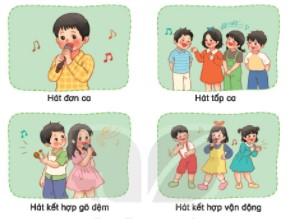 Hát đơn ca
Hát tốp ca
Hát kết hợp gõ đệm
Hát kết hợp vận động